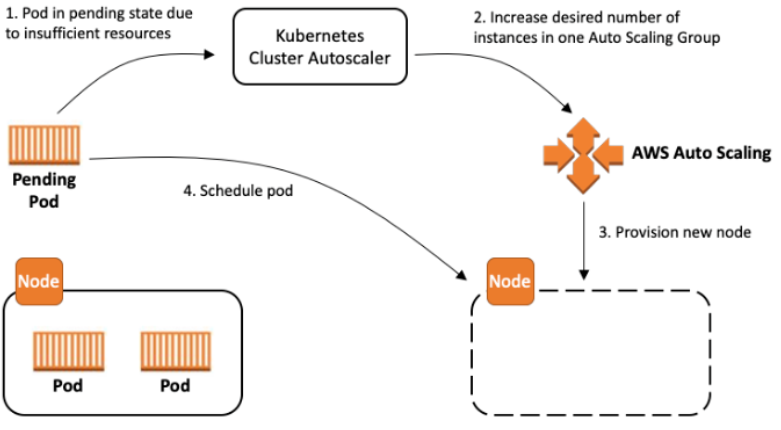 1. Pod in pending state due
to insufficient resources
Kubernetes
Cluster Autoscaler
2. Increase desired number of
instances in one Auto Scaling Group
Pending
Pod
AWS Auto Scaling
4. Schedule pod
3. Provision new node
Node
Node
Pod
Pod